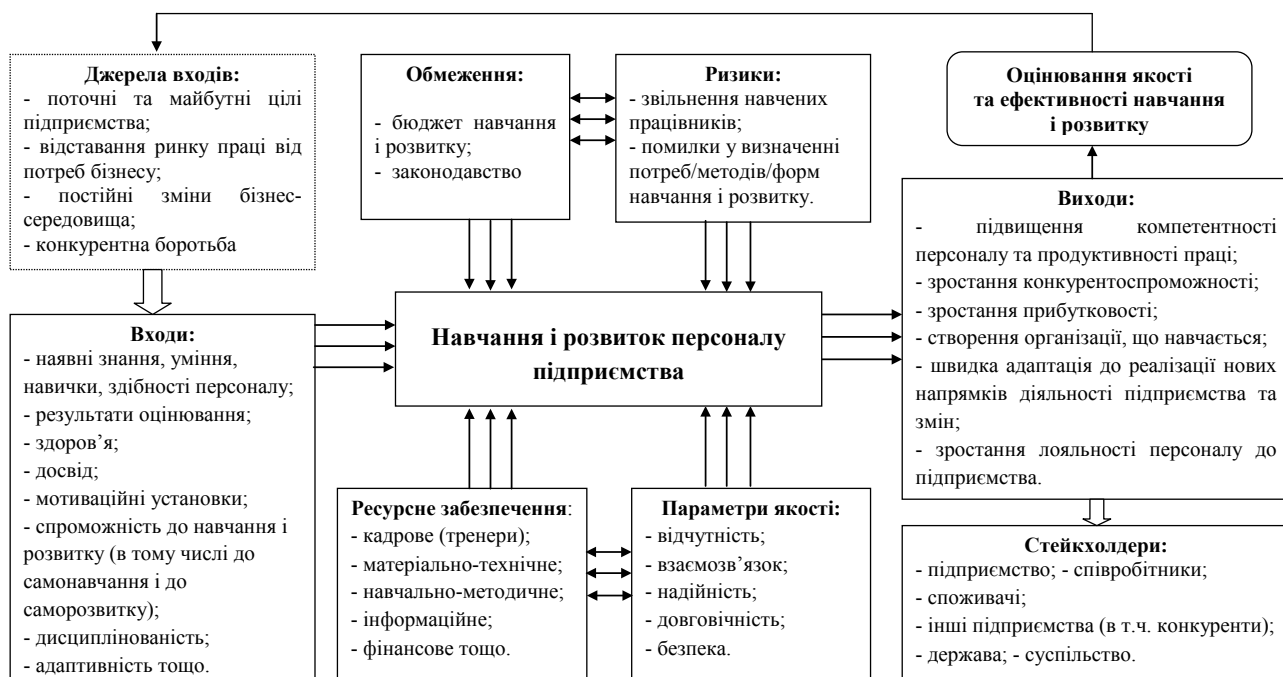 Джерела входів:
- поточні та майбутні цілі
підприємства;
- відставання ринку праці від
потреб бізнесу;
- постійні зміни бізнес-
середовища;
- конкурентна боротьба
Обмеження:
- бюджет навчання
і розвитку;
- законодавство
Ризики:
- звільнення навчених
працівників;
- помилки у визначенні
потреб/методів/форм
навчання і розвитку.
Оцінювання якості
та ефективності навчання
і розвитку
Входи:
- наявні знання, уміння,
навички, здібності персоналу;
- результати оцінювання;
- здоров’я;
- досвід;
- мотиваційні установки;
- спроможність до навчання і
розвитку (в тому числі до
самонавчання і до
саморозвитку);
- дисциплінованість;
- адаптивність тощо.
Навчання і розвиток персоналу
підприємства
Виходи:
- підвищення компетентності
персоналу та продуктивності праці;
- зростання конкурентоспроможності;
- зростання прибутковості;
- створення організації, що навчається;
- швидка адаптація до реалізації нових
напрямків діяльності підприємства та
змін;
- зростання лояльності персоналу до
підприємства.
Ресурсне забезпечення:
- кадрове (тренери);
- матеріально-технічне;
- навчально-методичне;
- інформаційне;
- фінансове тощо.
Параметри якості:
- відчутність;
- взаємозв’язок;
- надійність;
- довговічність;
- безпека.
Стейкхолдери:
- підприємство; - співробітники;
- споживачі;
- інші підприємства (в т.ч. конкуренти);
- держава; - суспільство.